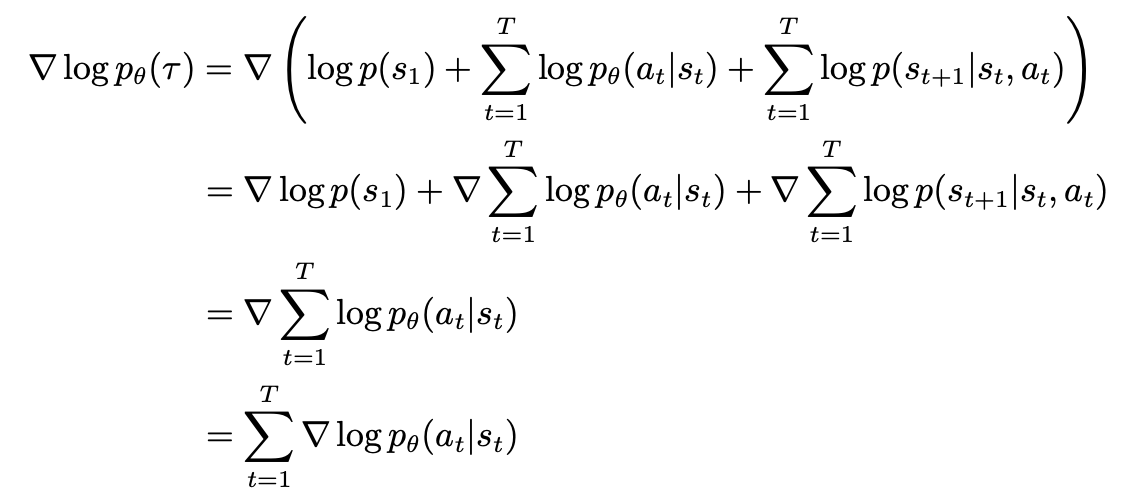 ∇ log p_θ(τ) = ∇ ( log p(s_1) + ∑_{t=1}^{T} log p_θ(a_t|s_t) + ∑_{t=1}^{T} log p(s_{t+1}|s_t, a_t) )
= ∇ log p(s_1) + ∇ ∑_{t=1}^{T} log p_θ(a_t|s_t) + ∇ ∑_{t=1}^{T} log p(s_{t+1}|s_t, a_t)
= ∇ ∑_{t=1}^{T} log p_θ(a_t|s_t)
= ∑_{t=1}^{T} ∇ log p_θ(a_t|s_t)